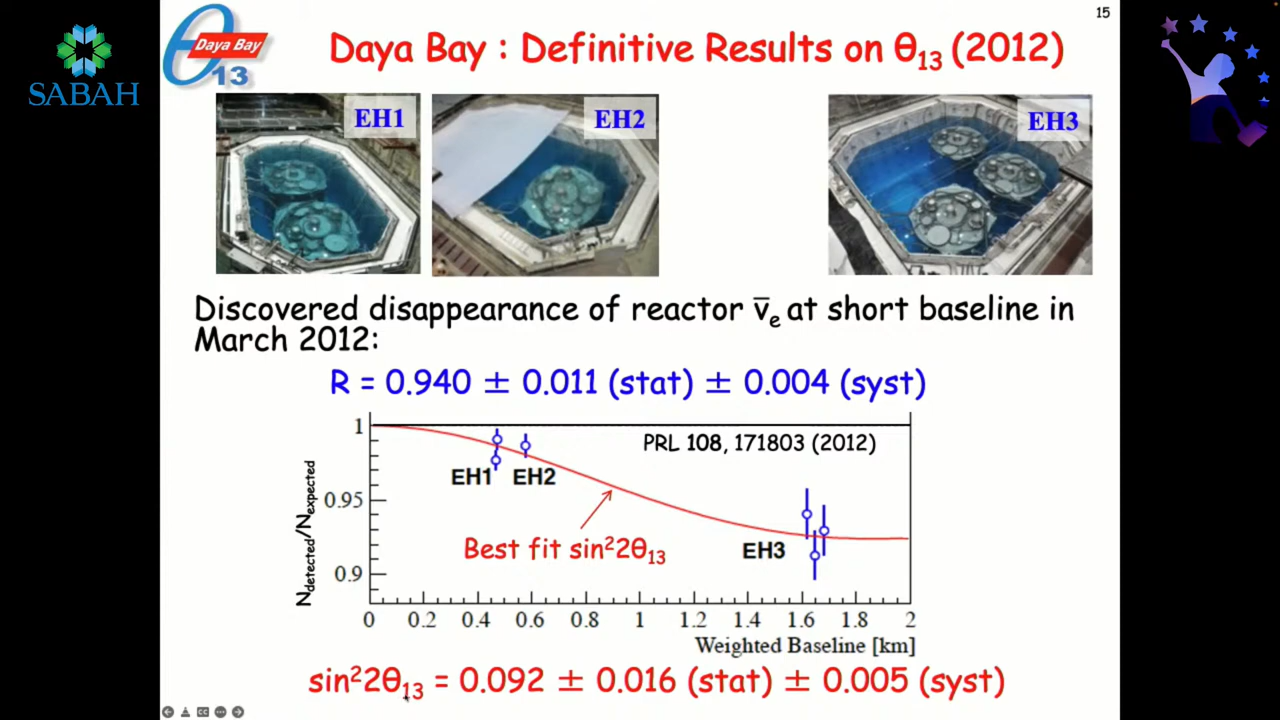 15
Daya Bay
13
Daya Bay : Definitive Results on θ₁₃ (2012)
SABAH
EH1
EH2
EH3
Discovered disappearance of reactor ν̅ₑ at short baseline in
March 2012:
R = 0.940 ± 0.011 (stat) ± 0.004 (syst)
1
PRL 108, 171803 (2012)
EH1
EH2
0.95
N_detected/N_expected
Best fit sin²2θ₁₃
EH3
0.9
0 0.2 0.4 0.6 0.8 1 1.2 1.4 1.6 1.8 2
Weighted Baseline [km]
sin²2θ₁₃ = 0.092 ± 0.016 (stat) ± 0.005 (syst)